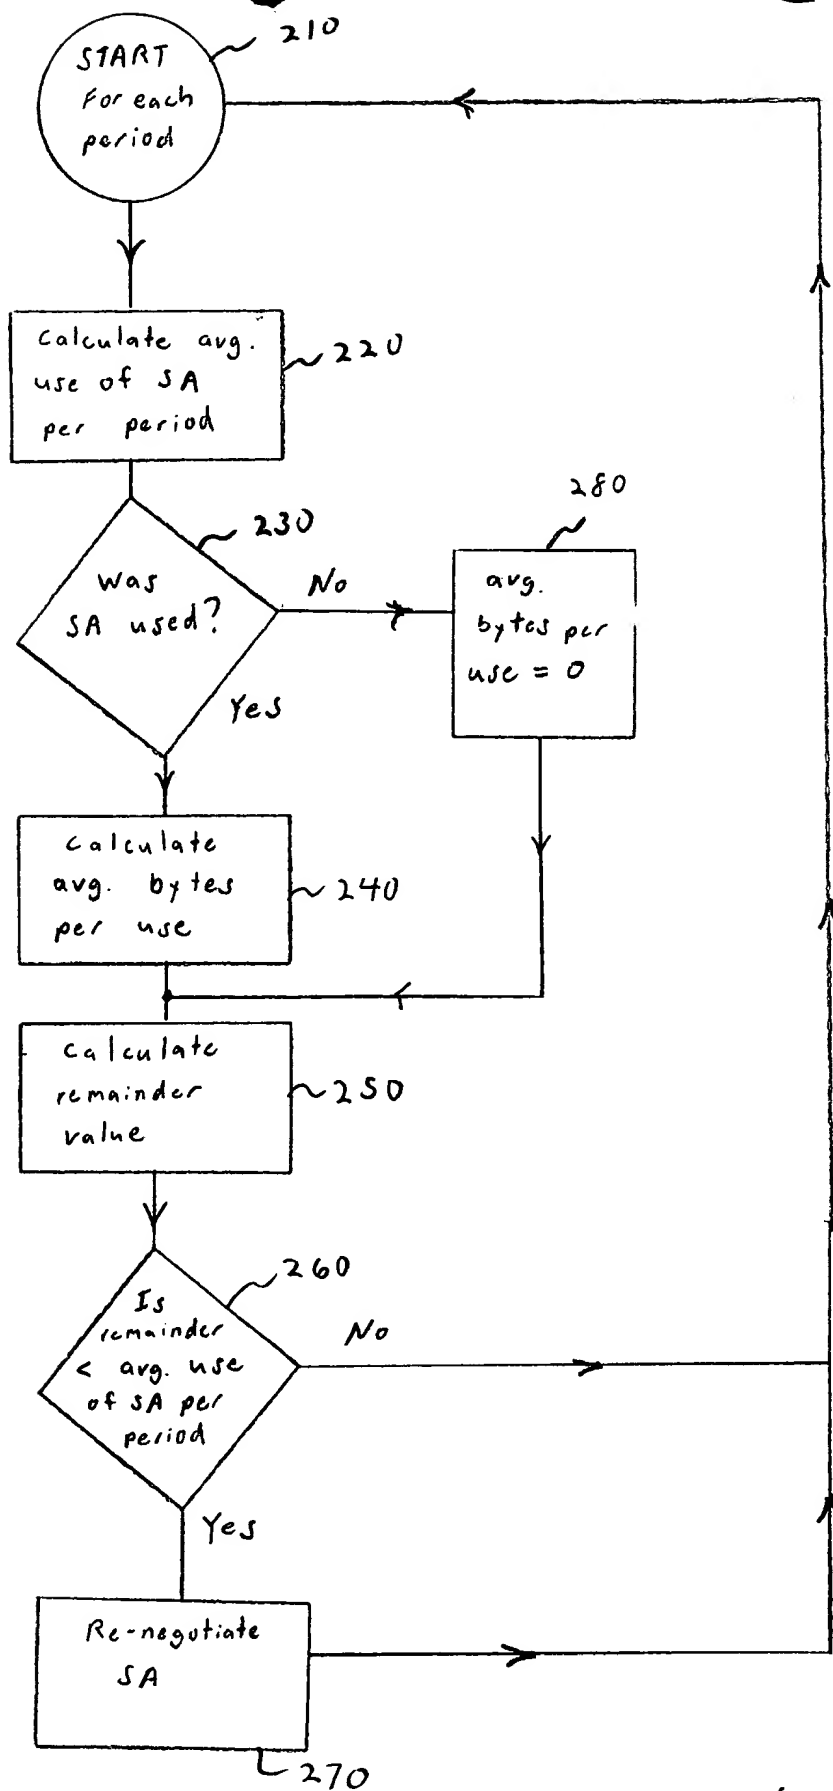 START
For each
period
210
Calculate avg.
use of SA
per period
220
230
Was
SA used?
No
Yes
280
avg.
bytes per
use = 0
Calculate
avg. bytes
per use
240
Calculate
remainder
value
250
260
Is
remainder
< avg. use
of SA per
period
No
Yes
Re-negotiate
SA
270